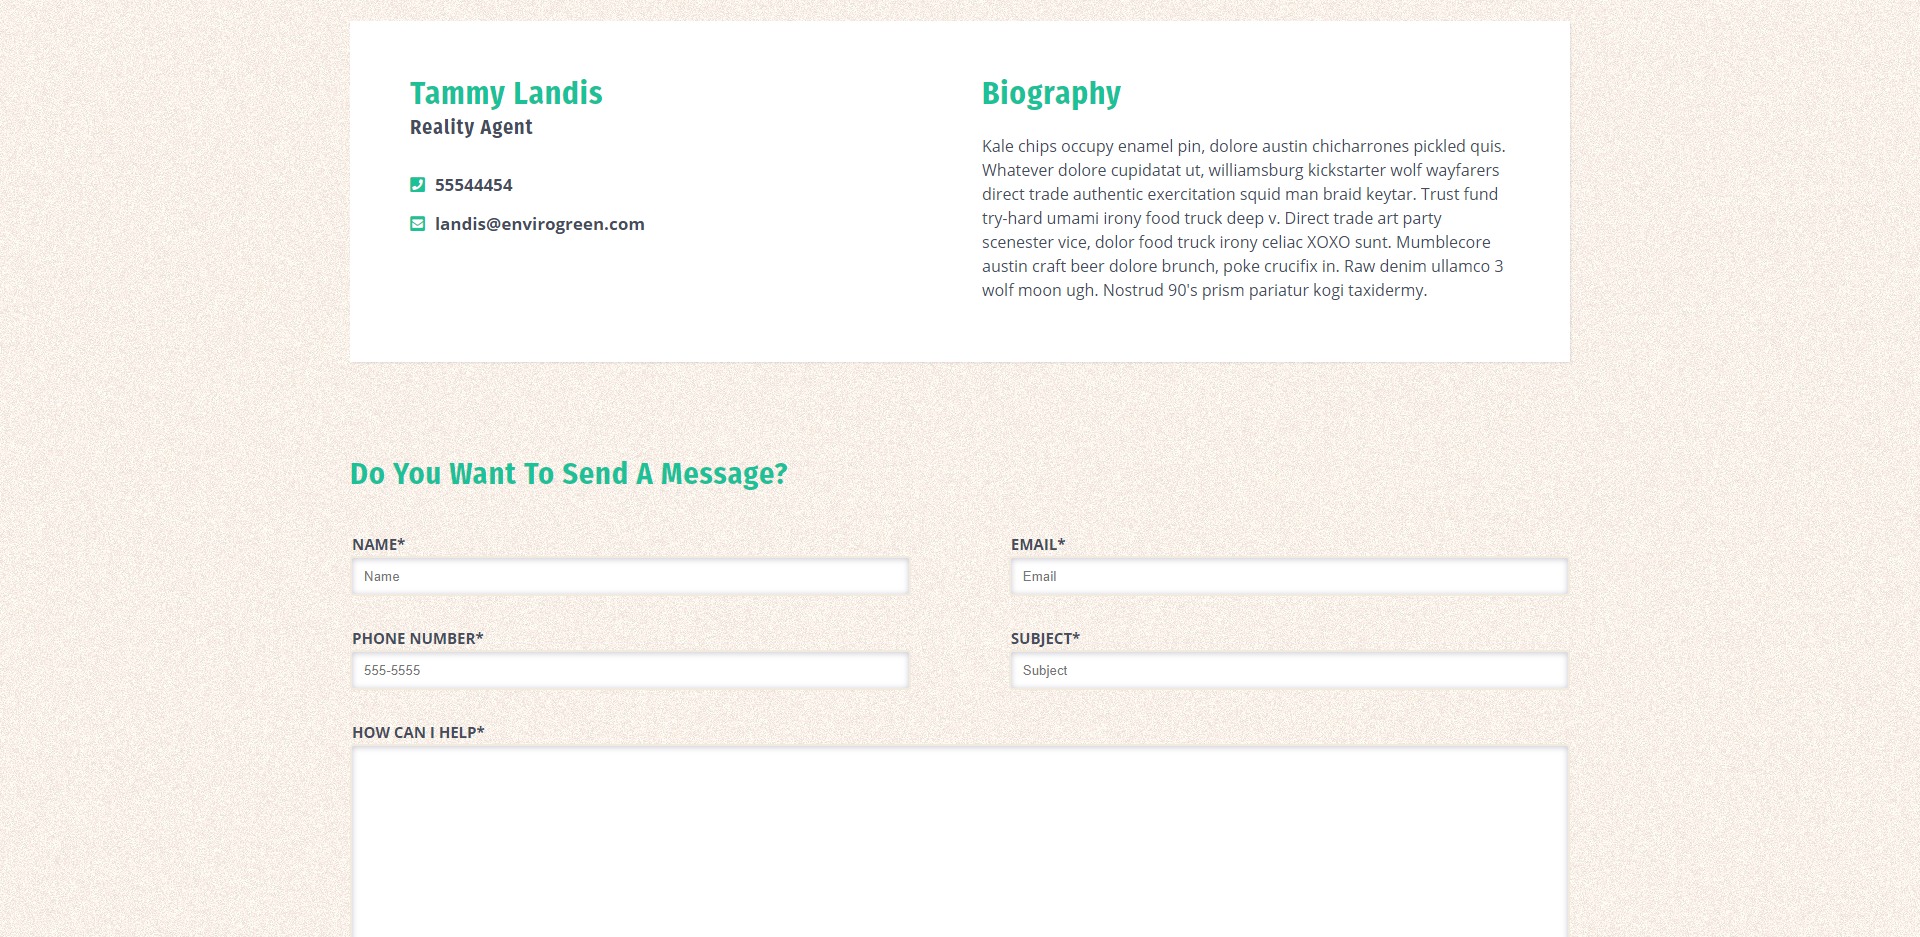 Tammy Landis
Reality Agent
55544454
landis@envirogreen.com
Biography
Kale chips occupy enamel pin, dolore austin chicharrones pickled quis.
Whatever dolore cupidatat ut, williamsburg kickstarter wolf wayfarers
direct trade authentic exercitation squid man braid keytar. Trust fund
try-hard umami irony food truck deep v. Direct trade art party
scenester vice, dolor food truck irony celiac XOXO sunt. Mumblecore
austin craft beer dolore brunch, poke crucifix in. Raw denim ullamco 3
wolf moon ugh. Nostrud 90's prism pariatur kogi taxidermy.
Do You Want To Send A Message?
NAME*
Name
EMAIL*
Email
PHONE NUMBER*
555-5555
SUBJECT*
Subject
HOW CAN I HELP*